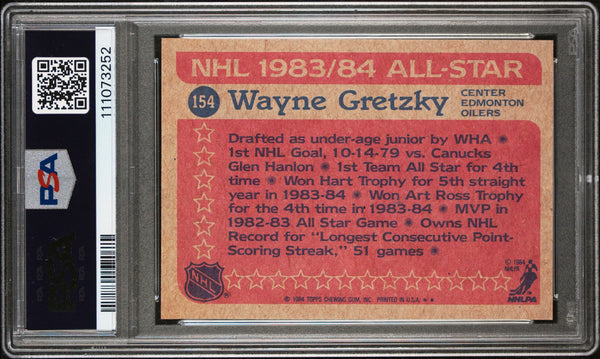 PSA
111073252
NHL 1983/84 ALL-STAR
154 Wayne Gretzky
CENTER
EDMONTON
OILERS
Drafted as under-age junior by WHA ✹
1st NHL Goal, 10-14-79 vs. Canucks
Glen Hanlon ✹ 1st Team All Star for 4th
time ✹ Won Hart Trophy for 5th straight
year in 1983-84 ✹ Won Art Ross Trophy
for the 4th time in 1983-84 ✹ MVP in
1982-83 All Star Game ✹ Owns NHL
Record for "Longest Consecutive Point-
Scoring Streak," 51 games ✹
© 1984
NHLPA
NHL
NHLPA
© 1984 TOPPS CHEWING GUM, INC. PRINTED IN U.S.A. ★★